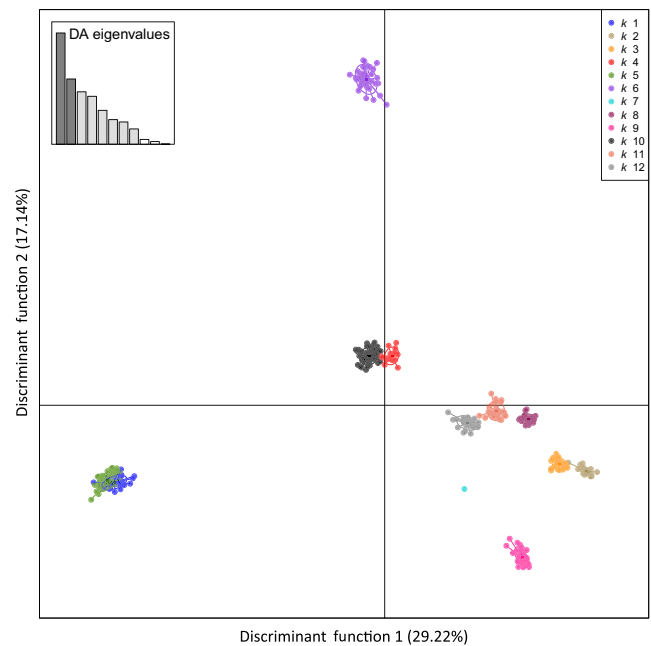 DA eigenvalues
k 1
k 2
k 3
k 4
k 5
k 6
k 7
k 8
k 9
k 10
k 11
k 12
Discriminant function 2 (17.14%)
Discriminant function 1 (29.22%)